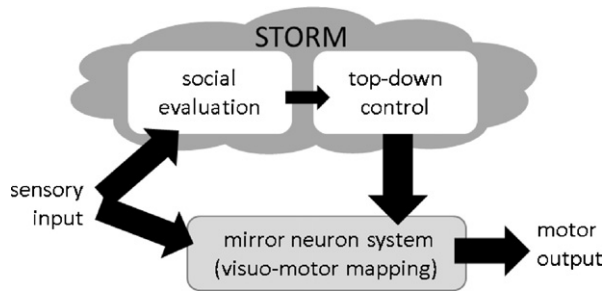 STORM
social
evaluation
top-down
control
sensory
input
mirror neuron system
(visuo-motor mapping)
motor
output